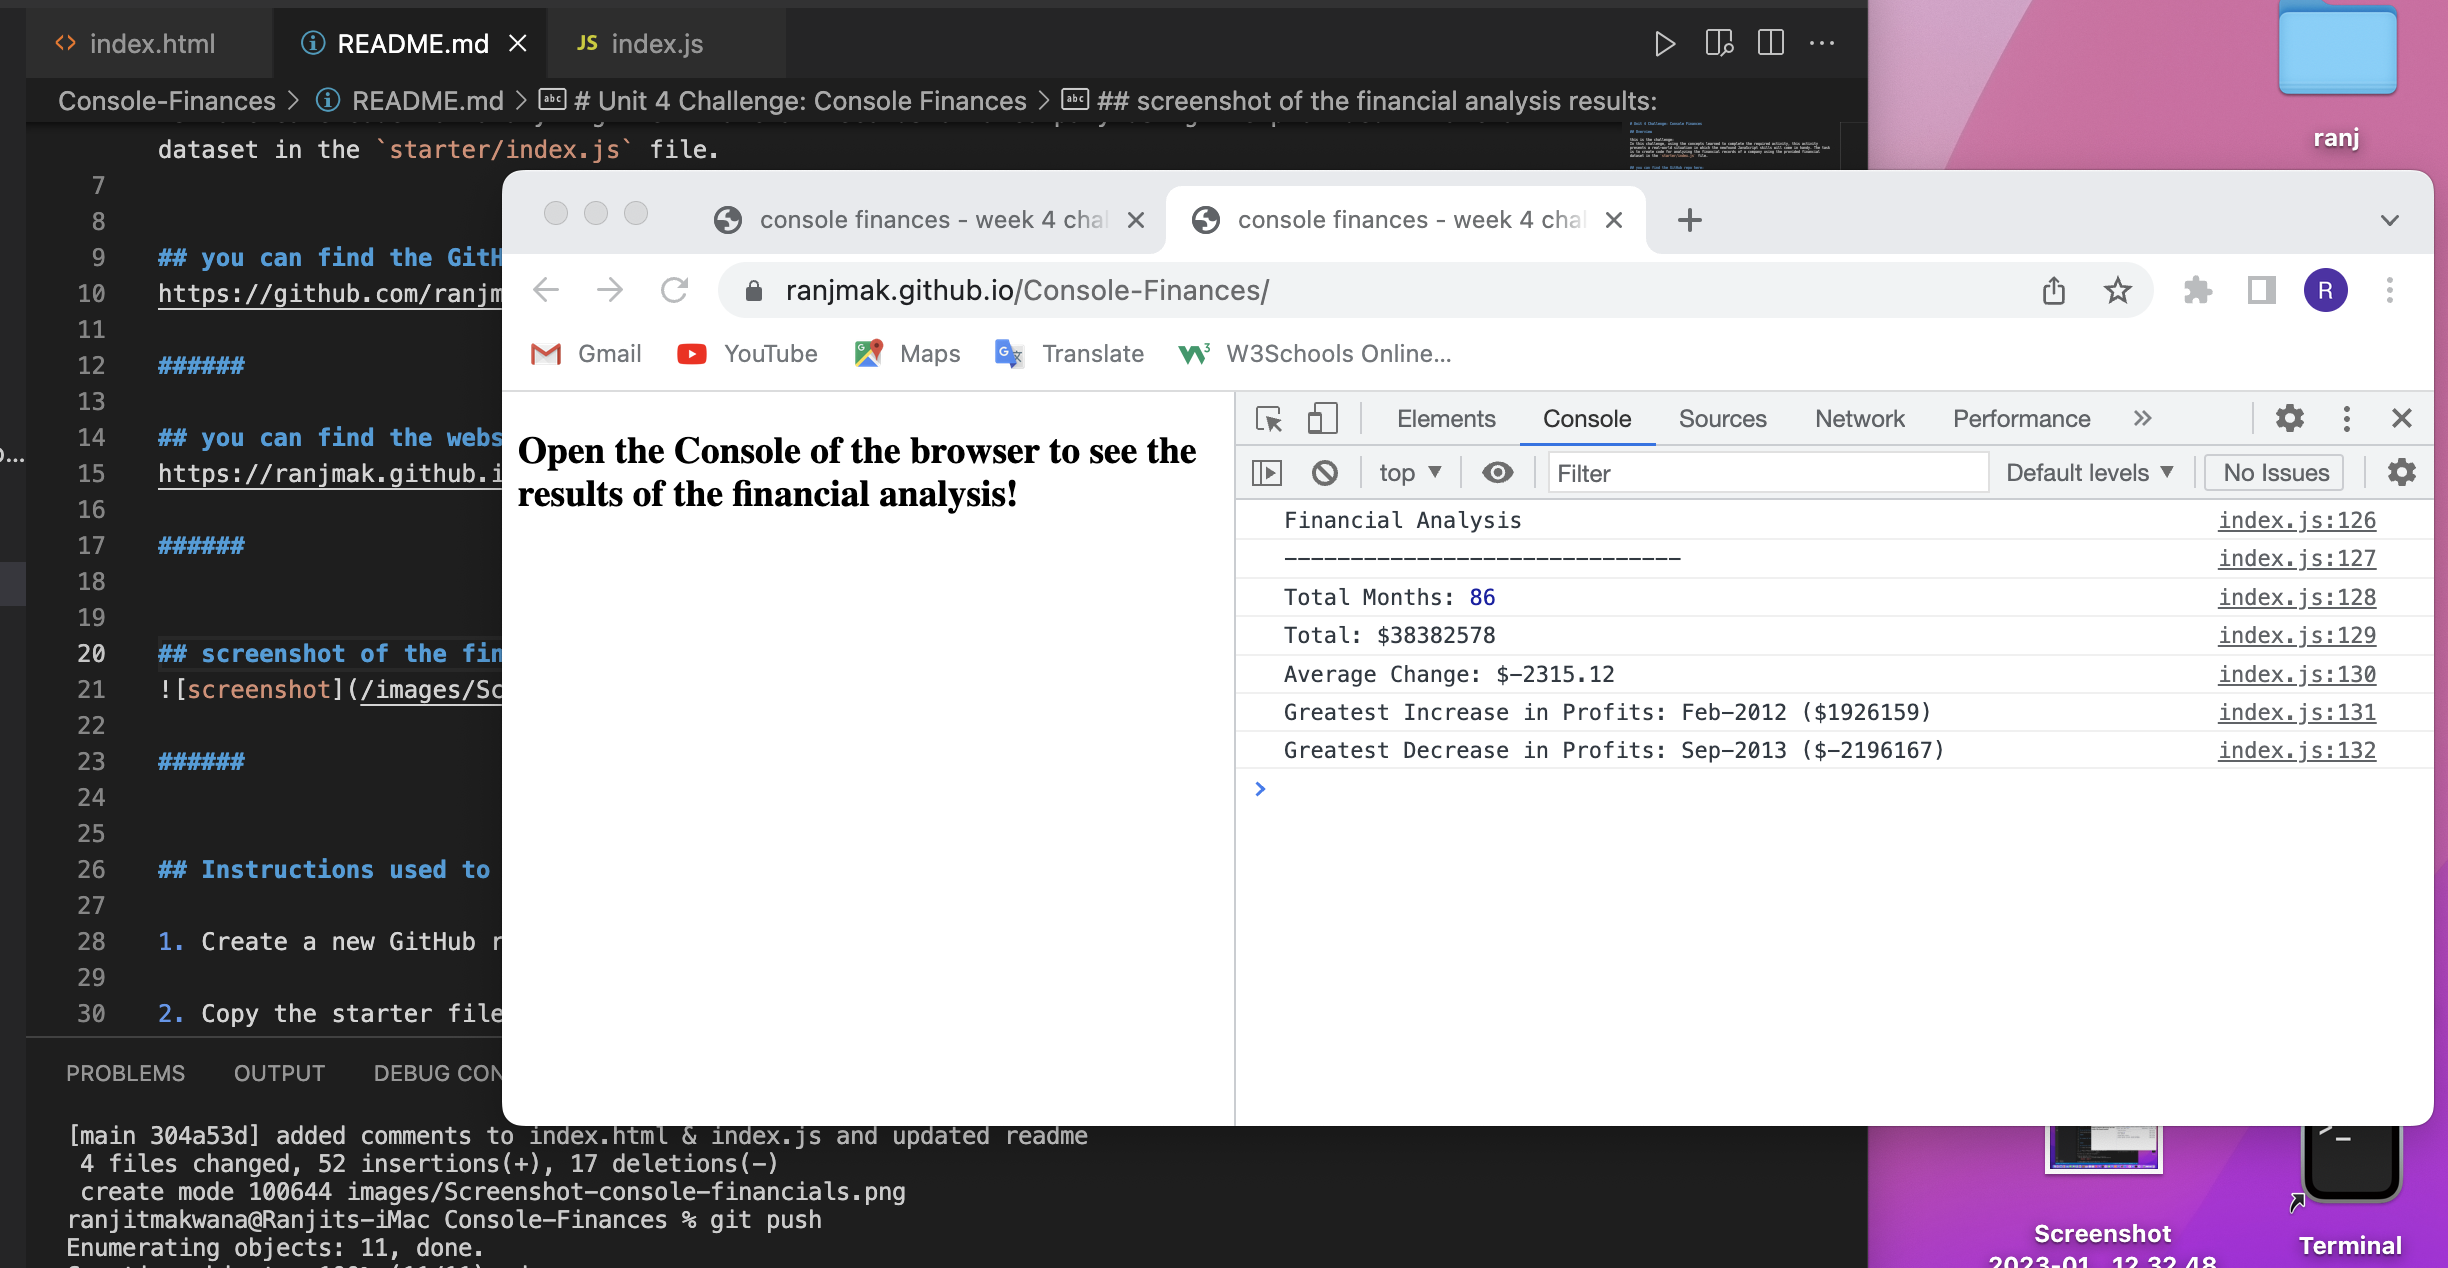 index.html
README.md
JS index.js
Console-Finances > README.md > # Unit 4 Challenge: Console Finances > ## screenshot of the financial analysis results:
dataset in the `starter/index.js` file.
7
8
9 ## you can find the GitH
10 https://github.com/ranjm
11
12 ######
13
14 ## you can find the webs
15 https://ranjmak.github.i
16
17 ######
18
19
20 ## screenshot of the fin
21 ![screenshot](/images/Sc
22
23 ######
24
25
26 ## Instructions used to
27
28 1. Create a new GitHub r
29
30 2. Copy the starter file
PROBLEMS OUTPUT DEBUG CON
[main 304a53d] added comments to index.html & index.js and updated readme
4 files changed, 52 insertions(+), 17 deletions(-)
create mode 100644 images/Screenshot-console-financials.png
ranjitmakwana@Ranjits-iMac Console-Finances % git push
Enumerating objects: 11, done.
console finances - week 4 chal
console finances - week 4 chal
ranjmak.github.io/Console-Finances/
R
Gmail
YouTube
Maps
Translate
W3Schools Online...
Open the Console of the browser to see the
results of the financial analysis!
Elements Console Sources Network Performance
top
Filter
Default levels
No Issues
Financial Analysis index.js:126
------------------------------ index.js:127
Total Months: 86 index.js:128
Total: $38382578 index.js:129
Average Change: $-2315.12 index.js:130
Greatest Increase in Profits: Feb-2012 ($1926159) index.js:131
Greatest Decrease in Profits: Sep-2013 ($-2196167) index.js:132
>
ranj
Screenshot
2023-01...12.32.48
Terminal